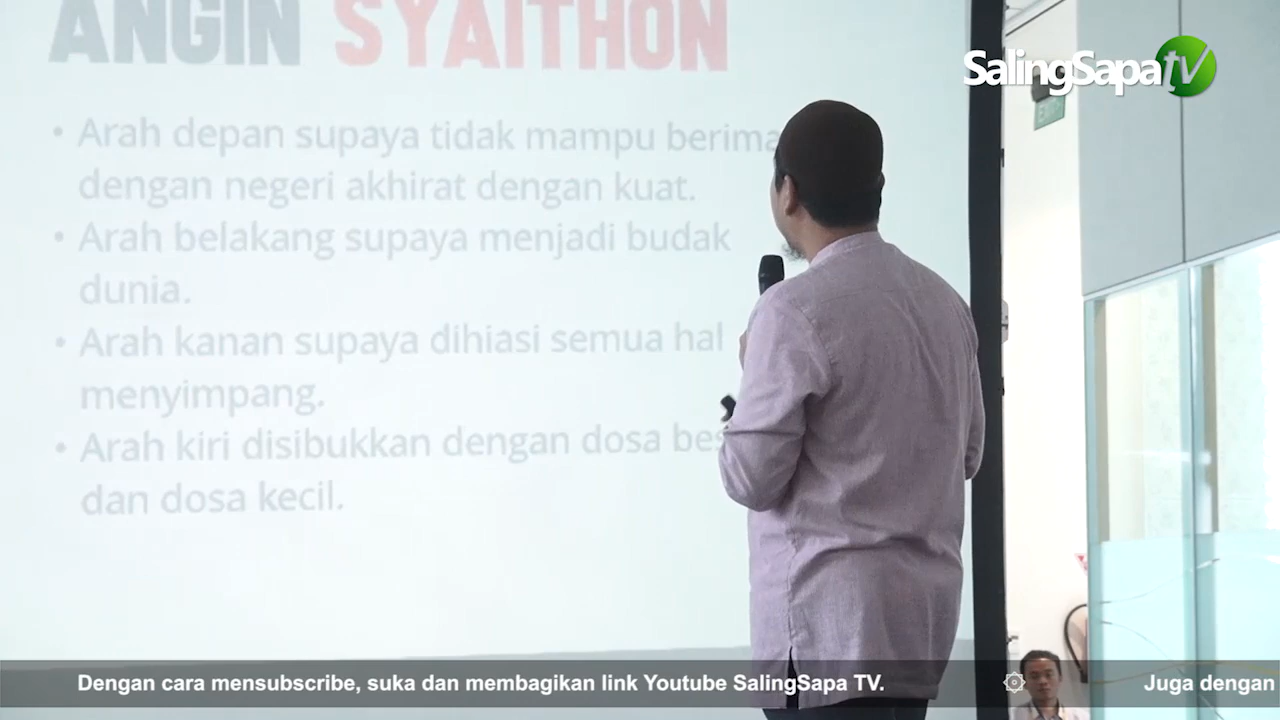 ANGIN SYAITHON
SalingSapa tv
• Arah depan supaya tidak mampu
dengan negeri akhirat dengan kuat.
• Arah belakang supaya menjadi budak
dunia.
• Arah kanan supaya dihiasi semua hal
menyimpang.
• Arah kiri disibukkan dengan dosa
dan dosa kecil.
Dengan cara mensubscribe, suka dan membagikan link Youtube SalingSapa TV.
Juga dengan